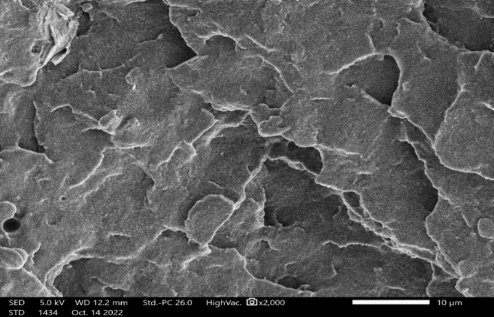 SED 5.0 kV WD 12.2 mm Std.-PC 26.0 HighVac. x2,000 10 µm
STD 1434 Oct. 14 2022